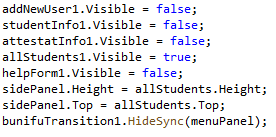 addNewUser1.Visible = false;
studentInfo1.Visible = false;
attestatInfo1.Visible = false;
allStudents1.Visible = true;
helpForm1.Visible = false;
sidePanel.Height = allStudents.Height;
sidePanel.Top = allStudents.Top;
bunifuTransition1.HideSync(menuPanel);